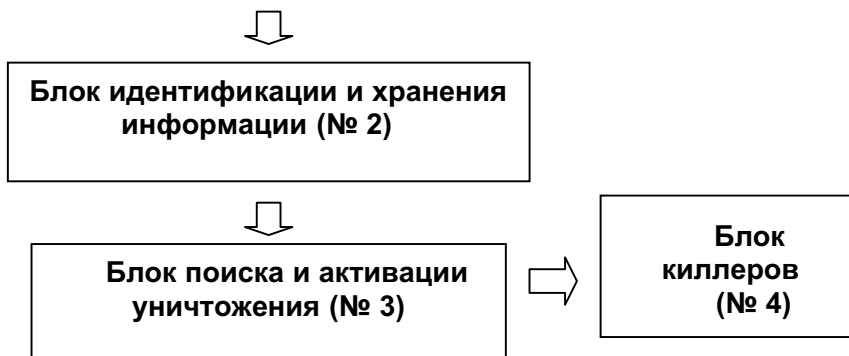 Блок идентификации и хранения
информации (№ 2)
Блок поиска и активации
уничтожения (№ 3)
Блок
киллеров
(№ 4)